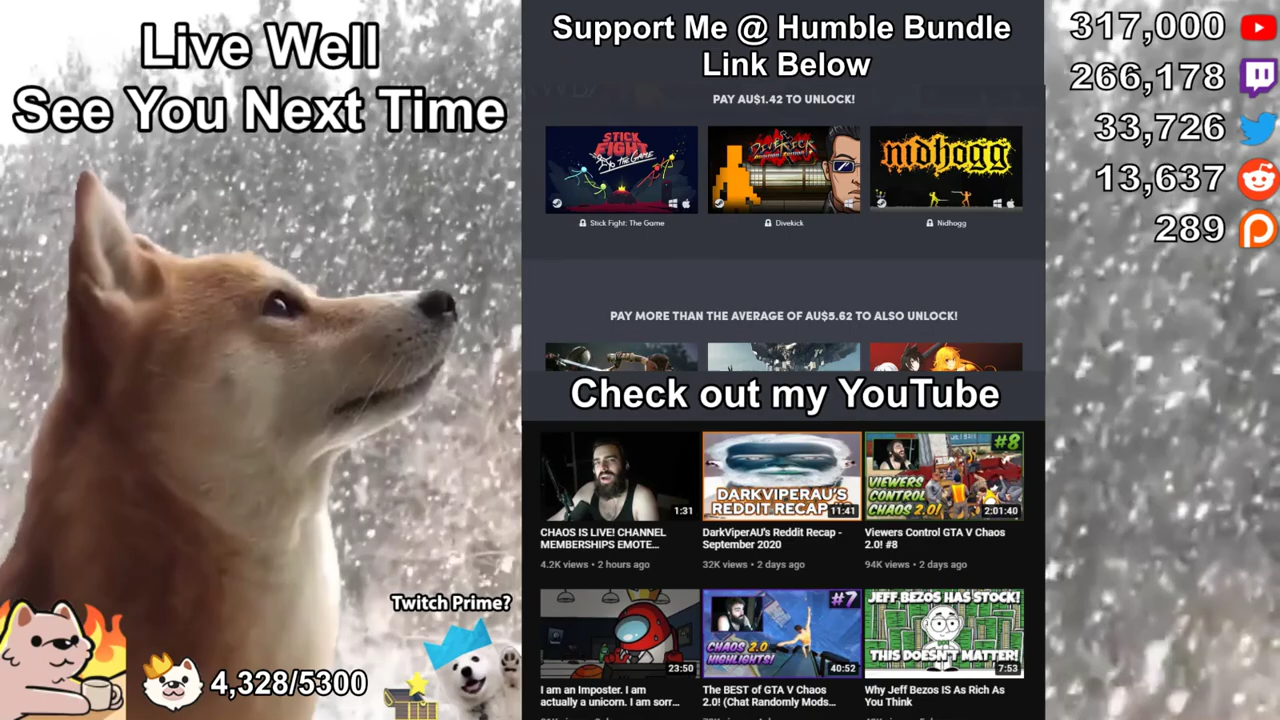 Live Well
See You Next Time
Twitch Prime?
4,328/5300
Support Me @ Humble Bundle
Link Below
PAY AU$1.42 TO UNLOCK!
STICK
FIGHT
THE GAME
DIVEKICK
nidhogg
Stick Fight: The Game
Divekick
Nidhogg
PAY MORE THAN THE AVERAGE OF AU$5.62 TO ALSO UNLOCK!
Check out my YouTube
1:31
DARKVIPERAU'S
REDDIT RECAP
11:41
#8
VIEWERS
CONTROL
CHAOS 2.0!
2:01:40
CHAOS IS LIVE! CHANNEL
MEMBERSHIPS EMOTE...
4.2K views • 2 hours ago
DarkViperAU's Reddit Recap -
September 2020
32K views • 2 days ago
Viewers Control GTA V Chaos
2.0! #8
94K views • 2 days ago
23:50
#7
CHAOS 2.0
HIGHLIGHTS!
40:52
JEFF BEZOS HAS STOCK!
THIS DOESN'T MATTER!
7:53
I am an Imposter. I am
actually a unicorn. I am sorr...
The BEST of GTA V Chaos
2.0! (Chat Randomly Mods...
Why Jeff Bezos IS As Rich As
You Think
317,000
266,178
33,726
13,637
289